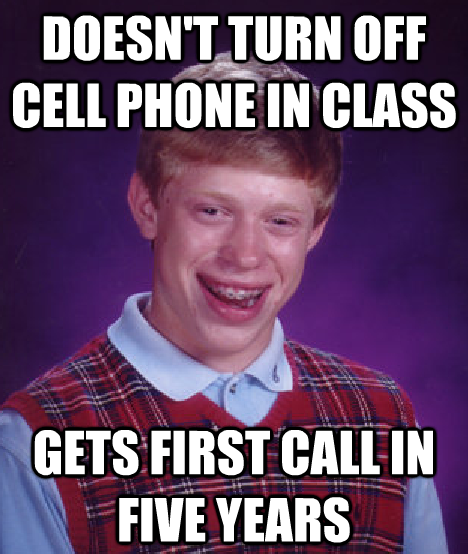 DOESN'T TURN OFF
CELL PHONE IN CLASS
GETS FIRST CALL IN
FIVE YEARS